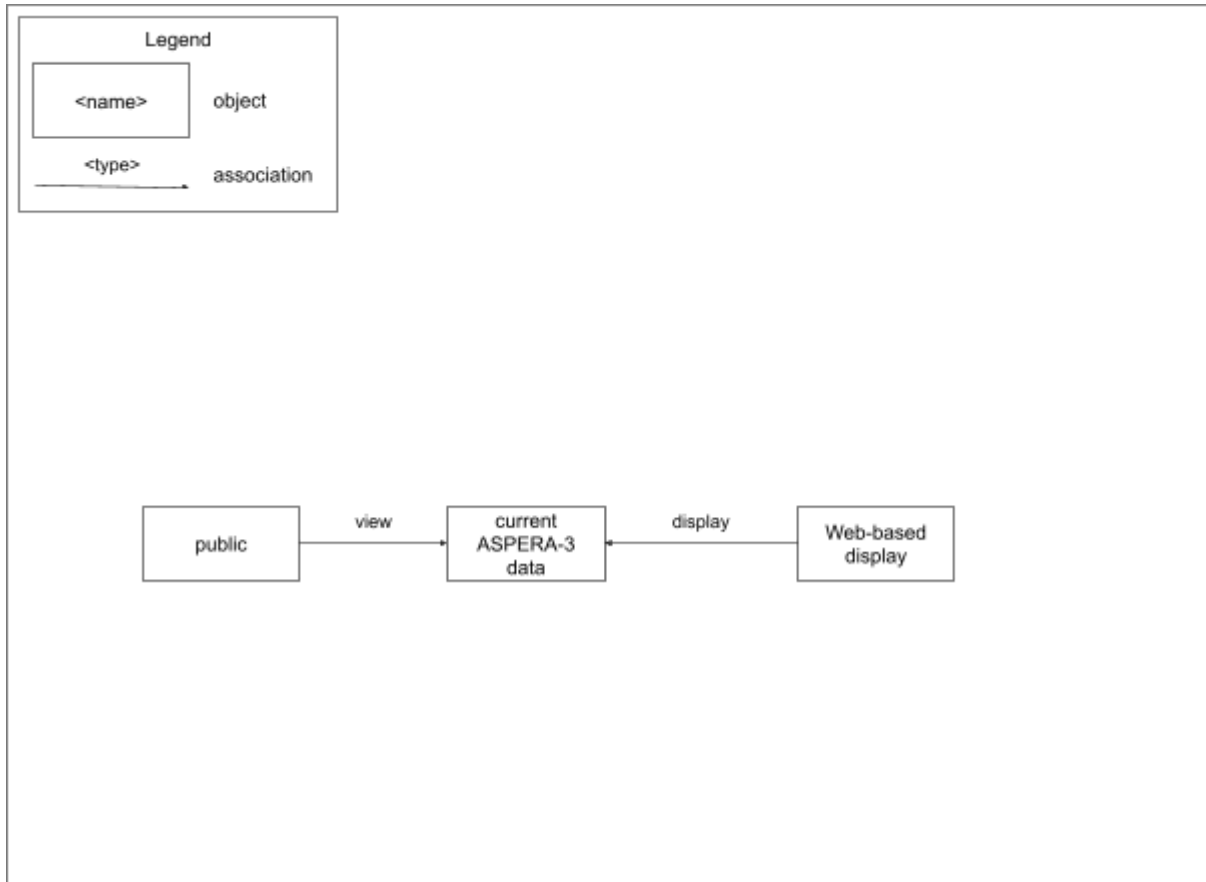 Legend
<name>
object
<type>
association
public
view
current
ASPERA-3
data
display
Web-based
display